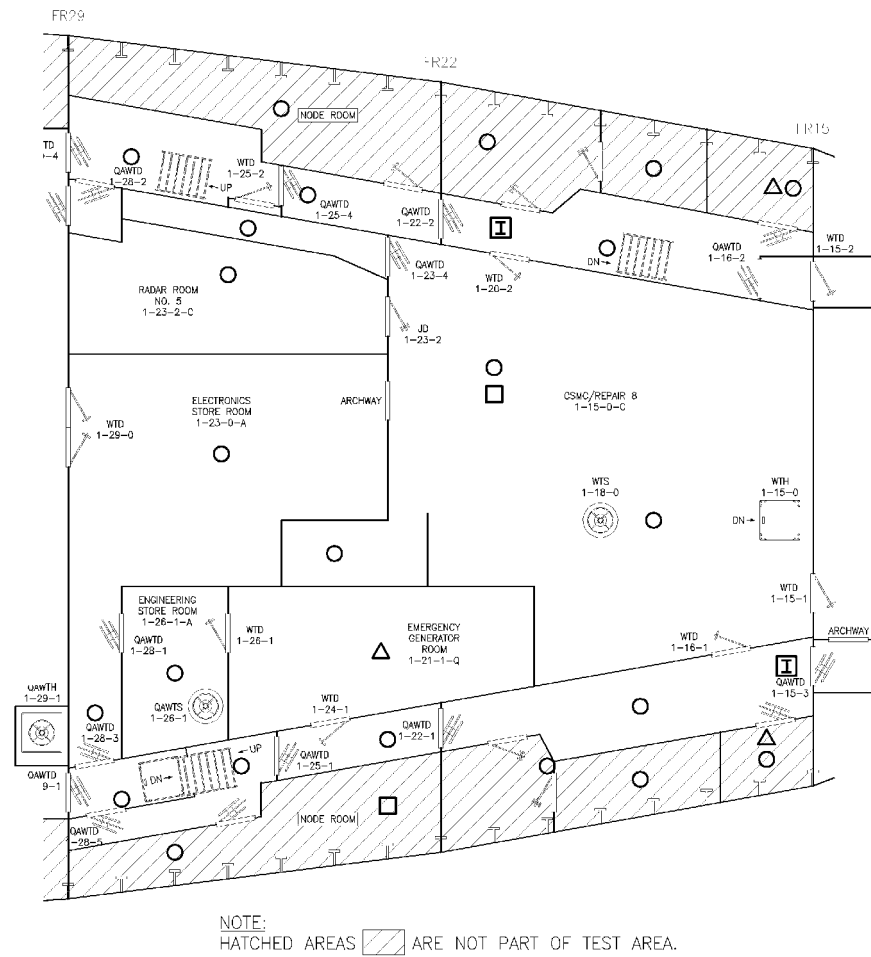 FR29
FR22
FR15
NODE ROOM
TD
-4
QAWTD
1-28-2
UP
WTD
1-25-2
QAWTD
1-25-4
QAWTD
1-22-2
I
QAWTD
1-23-4
WTD
1-20-2
DN
QAWTD
1-16-2
WTD
1-15-2
RADAR ROOM
NO. 5
1-23-2-C
JD
1-23-2
ELECTRONICS
STORE ROOM
1-23-0-A
ARCHWAY
CSMC/REPAIR 8
1-15-0-C
WTD
1-29-0
WTS
1-18-0
WTH
1-15-0
DN
ENGINEERING
STORE ROOM
1-26-1-A
QAWTD
1-28-1
WTD
1-26-1
EMERGENCY
GENERATOR
ROOM
1-21-1-Q
WTD
1-16-1
WTD
1-15-1
ARCHWAY
I
QAWTD
1-15-3
QAWTH
1-29-1
QAWTS
1-26-1
WTD
1-24-1
QAWTD
1-28-3
QAWTD
1-22-1
UP
DN
QAWTD
1-25-1
QAWTD
9-1
QAWTD
-28-5
NODE ROOM
NOTE:
HATCHED AREAS ARE NOT PART OF TEST AREA.